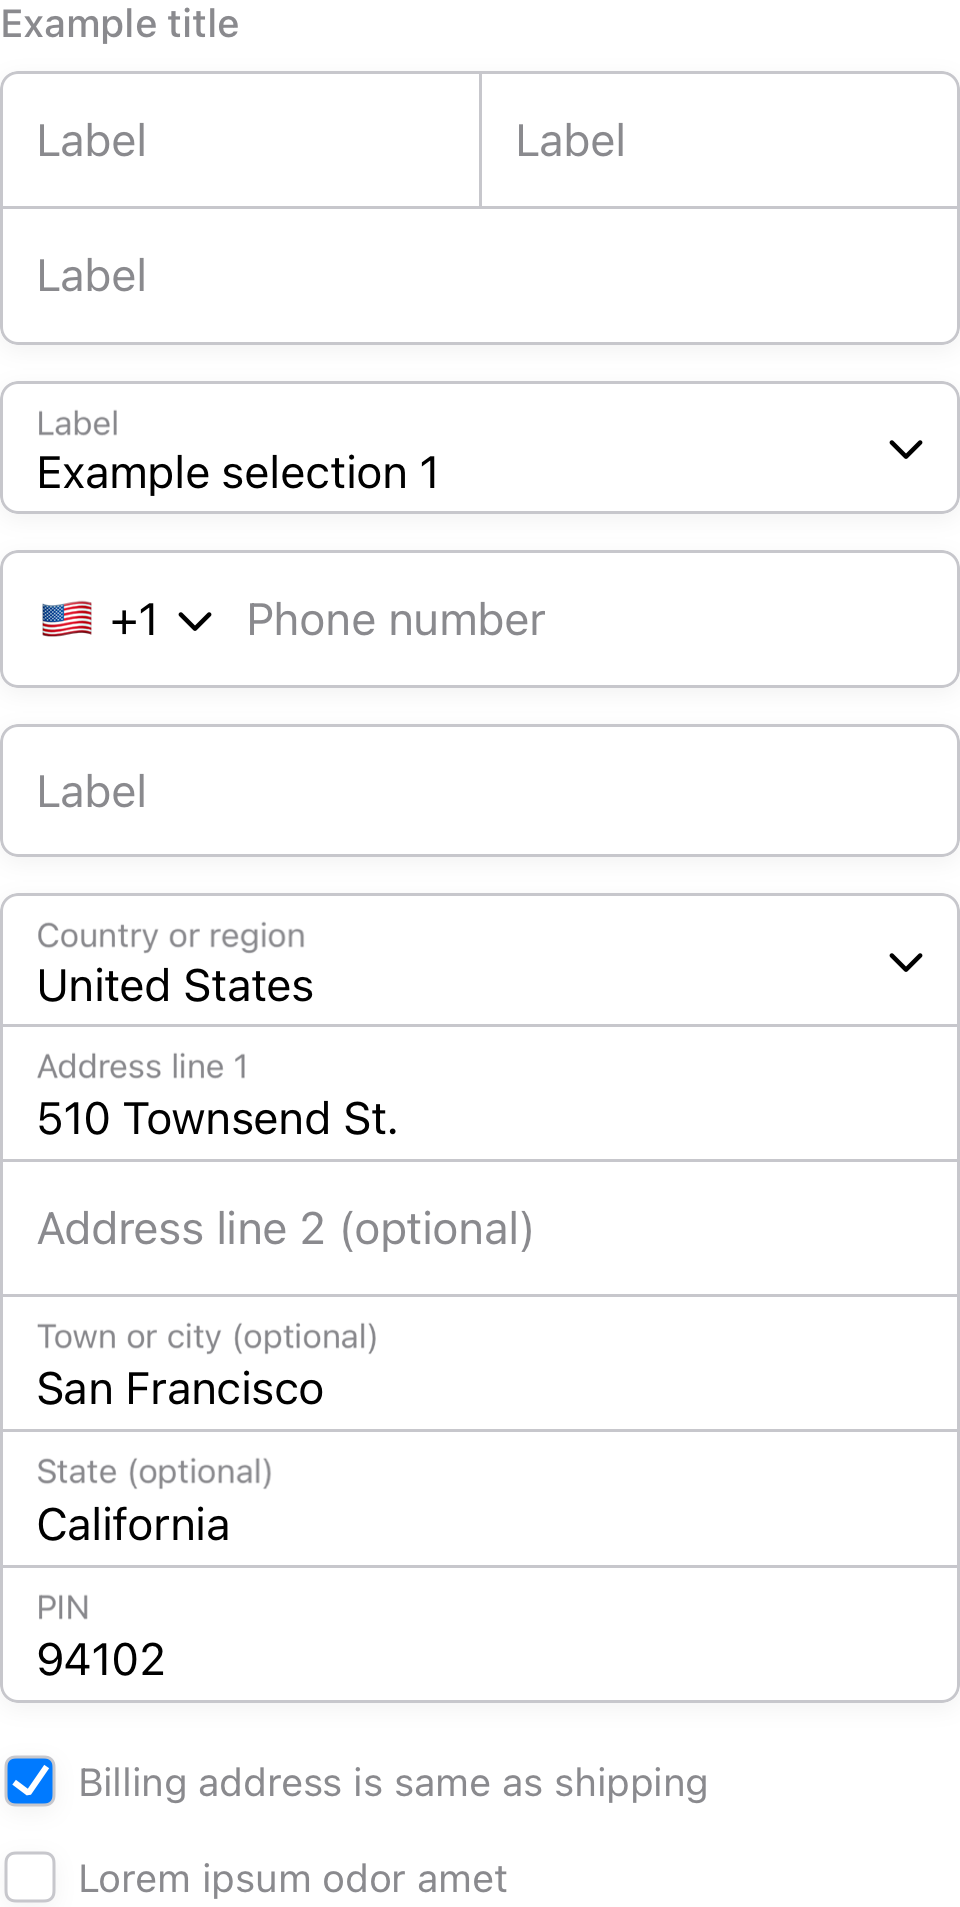 Example title
Label
Label
Label
Label
Example selection 1
+1 Phone number
Label
Country or region
United States
Address line 1
510 Townsend St.
Address line 2 (optional)
Town or city (optional)
San Francisco
State (optional)
California
PIN
94102
Billing address is same as shipping
Lorem ipsum odor amet